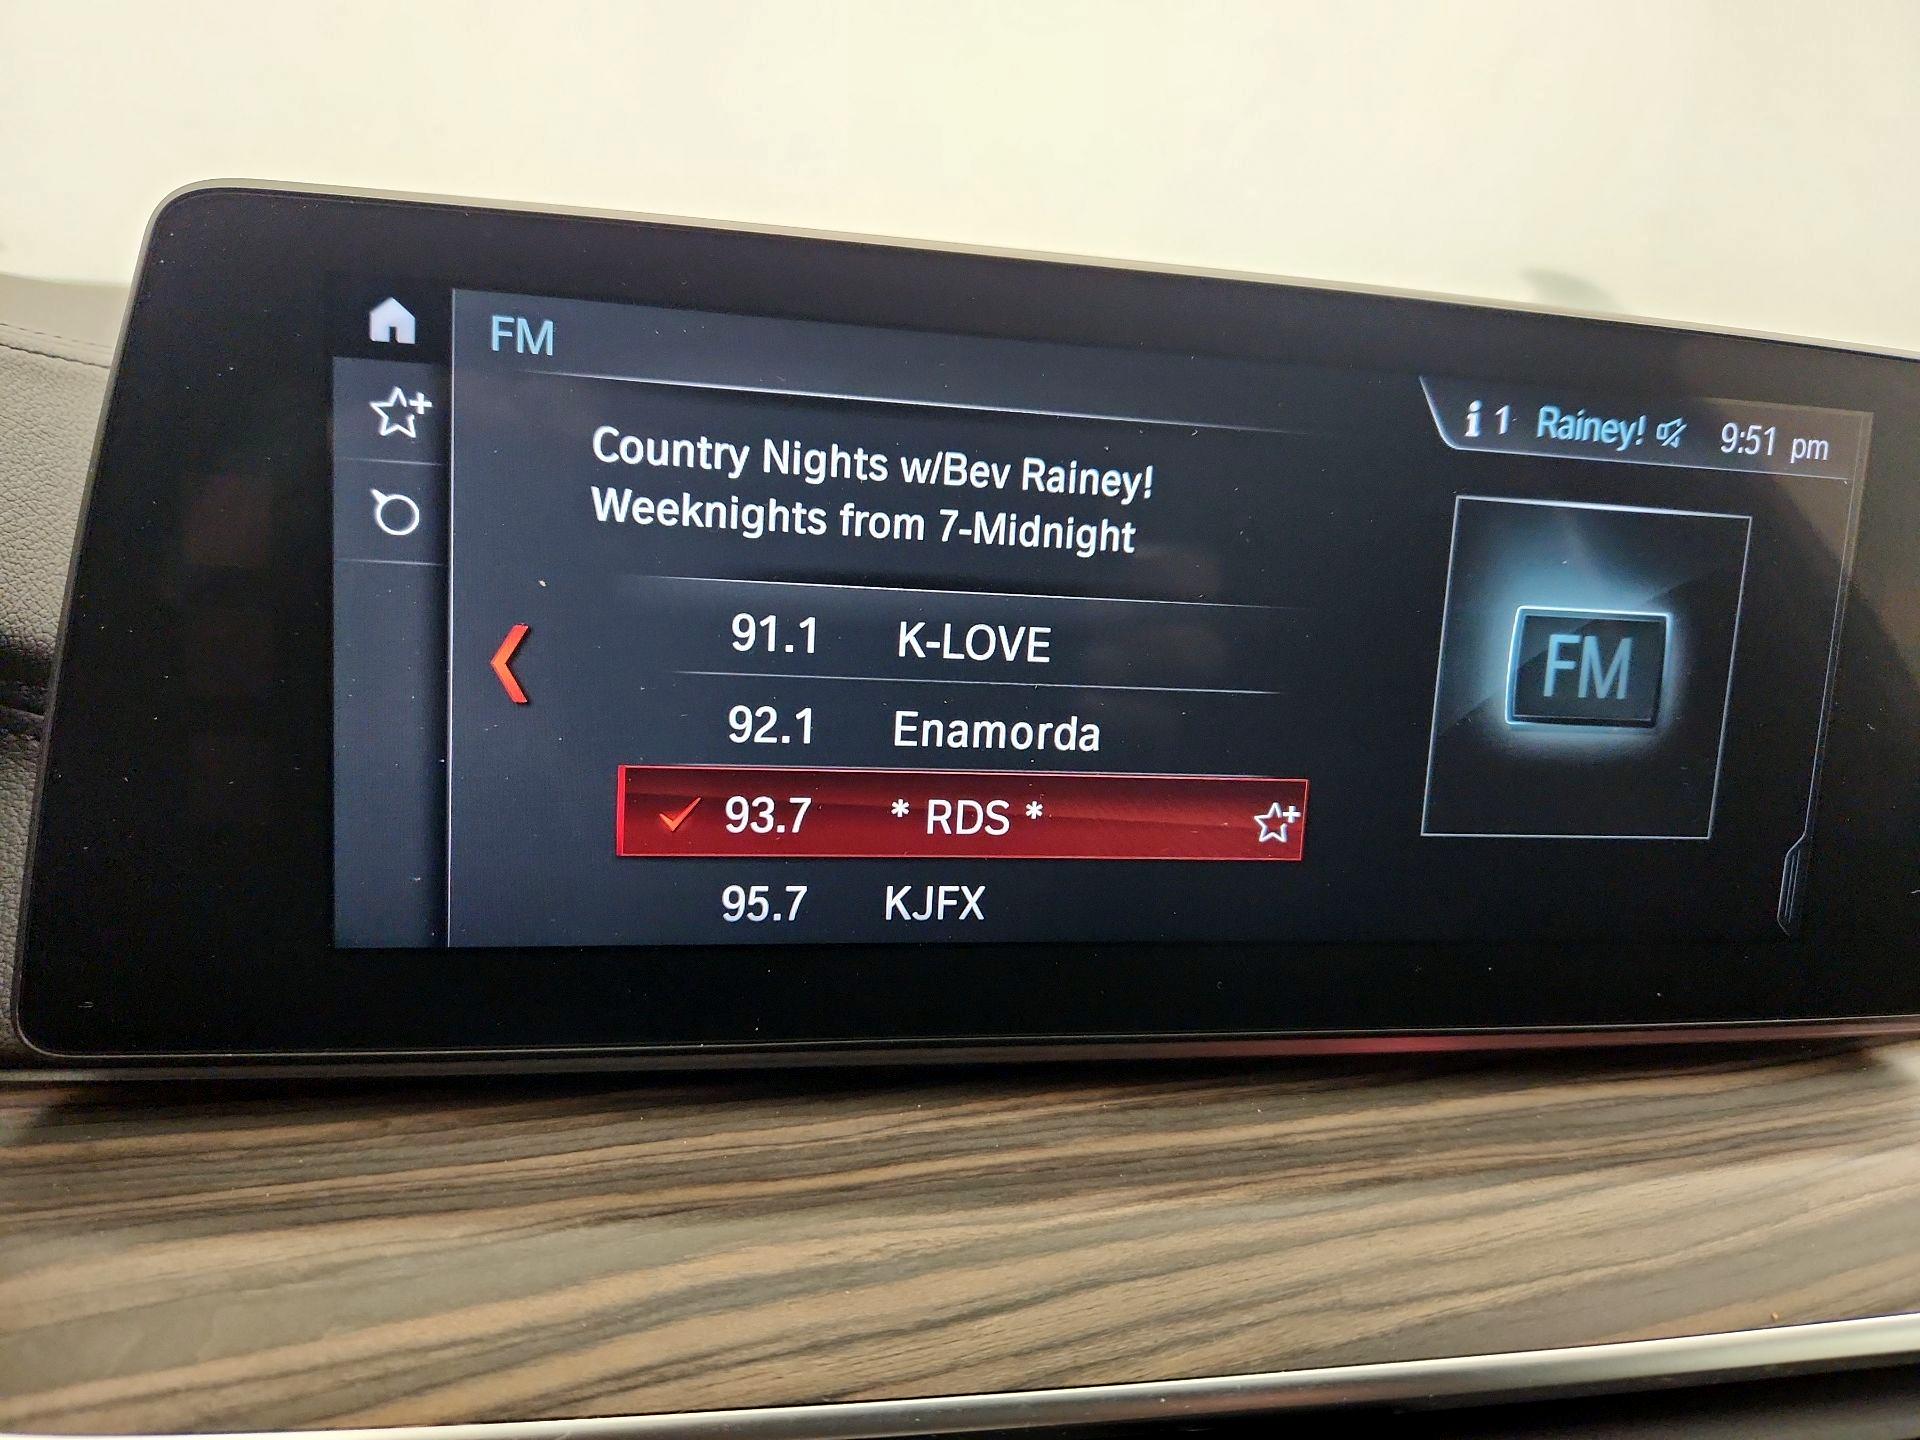 FM
i 1 Rainey! 9:51 pm
Country Nights w/Bev Rainey!
Weeknights from 7-Midnight
91.1 K-LOVE
92.1 Enamorda
93.7 * RDS *
95.7 KJFX
FM